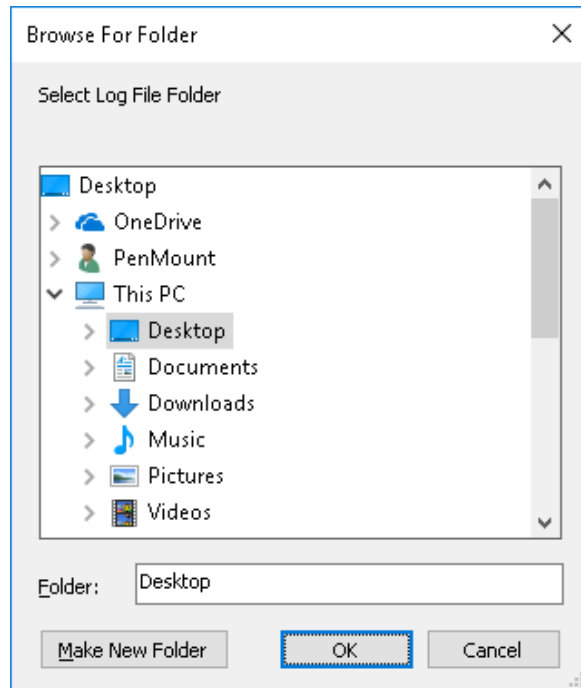 Browse For Folder
Select Log File Folder
Desktop
OneDrive
PenMount
This PC
Desktop
Documents
Downloads
Music
Pictures
Videos
Folder: Desktop
Make New Folder OK Cancel